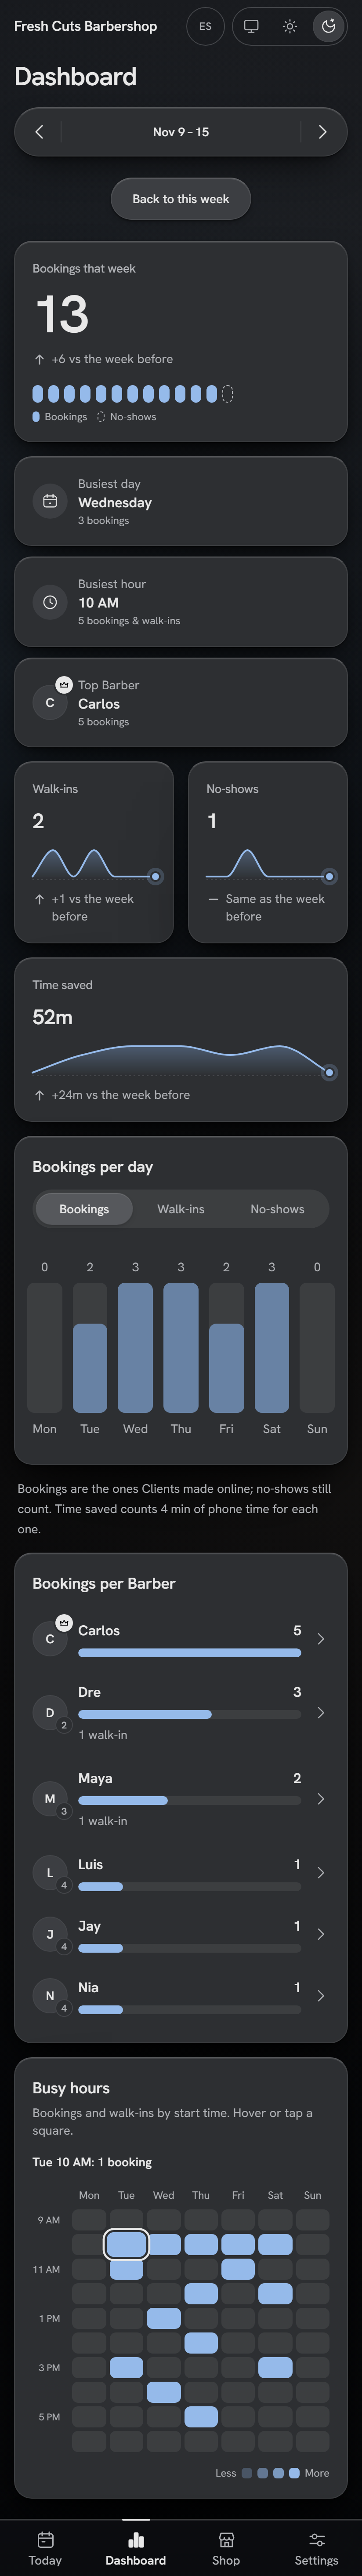 Fresh Cuts Barbershop
ES
Dashboard
Nov 9 – 15
Back to this week
Bookings that week
13
+6 vs the week before
Bookings
No-shows
Busiest day
Wednesday
3 bookings
Busiest hour
10 AM
5 bookings & walk-ins
C
Top Barber
Carlos
5 bookings
Walk-ins
2
+1 vs the week
before
No-shows
1
Same as the week
before
Time saved
52m
+24m vs the week before
Bookings per day
Bookings
Walk-ins
No-shows
0 2 3 3 2 3 0
Mon Tue Wed Thu Fri Sat Sun
Bookings are the ones Clients made online; no-shows still
count. Time saved counts 4 min of phone time for each
one.
Bookings per Barber
C
Carlos 5
D 2
Dre 3
1 walk-in
M 3
Maya 2
1 walk-in
L 4
Luis 1
J 4
Jay 1
N 4
Nia 1
Busy hours
Bookings and walk-ins by start time. Hover or tap a
square.
Tue 10 AM: 1 booking
Mon Tue Wed Thu Fri Sat Sun
9 AM
11 AM
1 PM
3 PM
5 PM
Less More
Today Dashboard Shop Settings